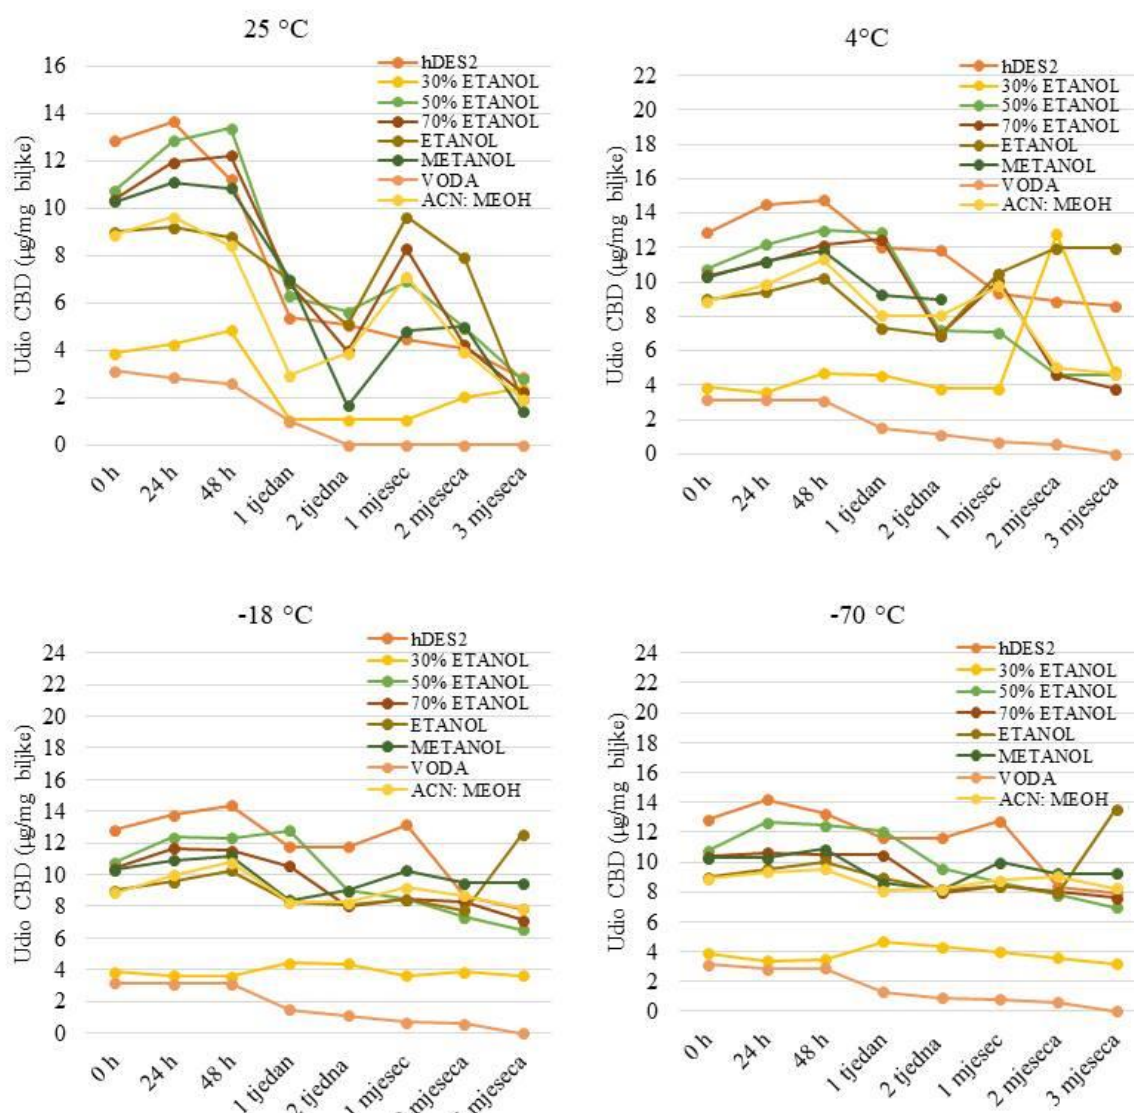 25 °C
16
14
12
10
8
6
4
2
0
Udio CBD (µg/mg biljke)
hDES2
30% ETANOL
50% ETANOL
70% ETANOL
ETANOL
METANOL
VODA
ACN: MEOH
0 h
24 h
48 h
1 tjedan
2 tjedna
1 mjesec
2 mjeseca
3 mjeseca
4°C
22
20
18
16
14
12
10
8
6
4
2
0
Udio CBD (µg/mg biljke)
hDES2
30% ETANOL
50% ETANOL
70% ETANOL
ETANOL
METANOL
VODA
ACN: MEOH
0 h
24 h
48 h
1 tjedan
2 tjedna
1 mjesec
2 mjeseca
3 mjeseca
-18 °C
24
22
20
18
16
14
12
10
8
6
4
2
0
Udio CBD (µg/mg biljke)
hDES2
30% ETANOL
50% ETANOL
70% ETANOL
ETANOL
METANOL
VODA
ACN: MEOH
0 h
24 h
48 h
1 tjedan
2 tjedna
1 mjesec
mjeseca
mjeseca
-70 °C
24
22
20
18
16
14
12
10
8
6
4
2
0
Udio CBD (µg/mg biljke)
hDES2
30% ETANOL
50% ETANOL
70% ETANOL
ETANOL
METANOL
VODA
ACN: MEOH
0 h
24 h
48 h
1 tjedan
2 tjedna
1 mjesec
2 mjeseca
3 mjeseca